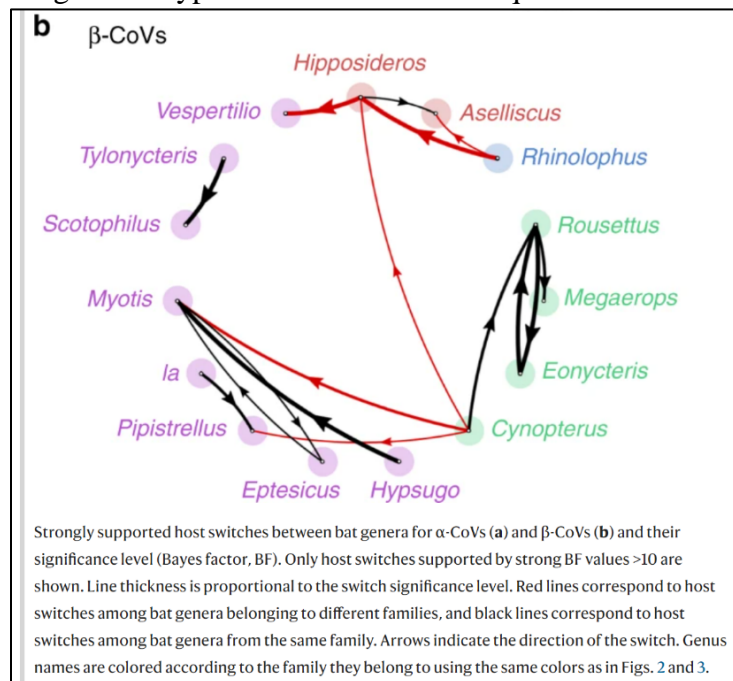 b β-CoVs
Hipposideros
Vespertilio
Aselliscus
Tylonycteris
Rhinolophus
Scotophilus
Rousettus
Myotis
Megaerops
Ia
Eonycteris
Pipistrellus
Cynopterus
Eptesicus Hypsugo
Strongly supported host switches between bat genera for α-CoVs (a) and β-CoVs (b) and their
significance level (Bayes factor, BF). Only host switches supported by strong BF values >10 are
shown. Line thickness is proportional to the switch significance level. Red lines correspond to host
switches among bat genera belonging to different families, and black lines correspond to host
switches among bat genera from the same family. Arrows indicate the direction of the switch. Genus
names are colored according to the family they belong to using the same colors as in Figs. 2 and 3.